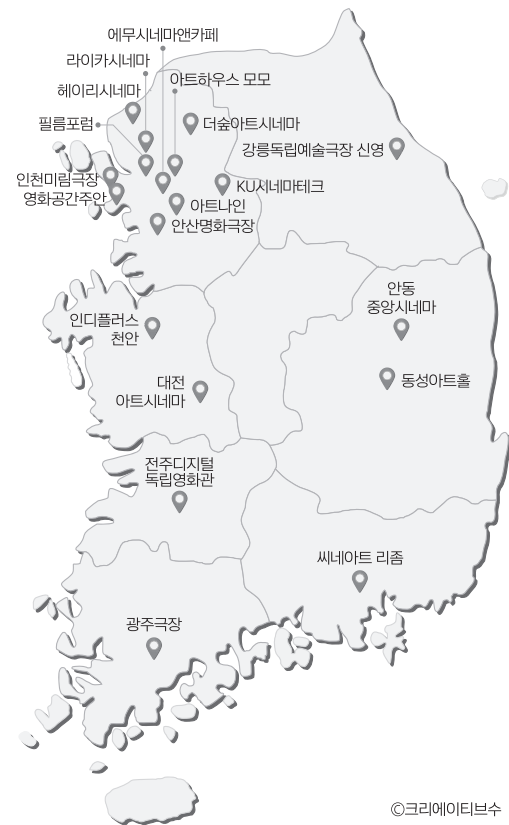 에무시네마앤카페
라이카시네마
아트하우스 모모
헤이리시네마
필름포럼
더숲아트시네마
강릉독립예술극장 신영
인천미림극장
KU시네마테크
영화공간주안
아트나인
안산명화극장
안동
중앙시네마
인디플러스
천안
대전
아트시네마
동성아트홀
전주디지털
독립영화관
씨네아트 리좀
광주극장
©크리에이티브수